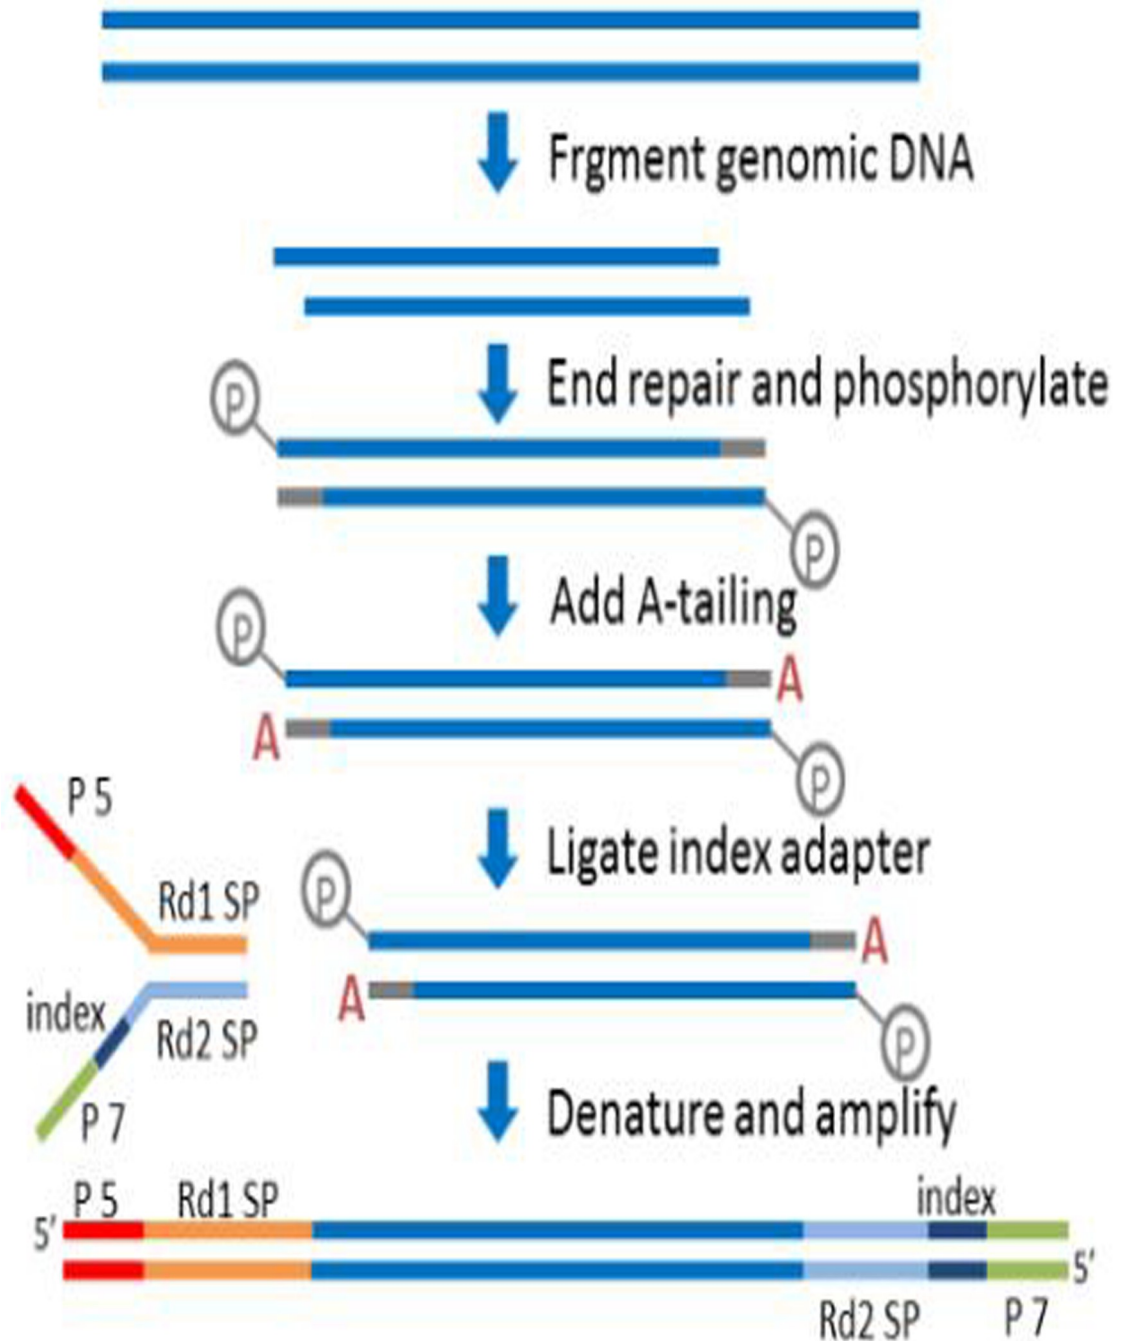 Frgment genomic DNA
End repair and phosphorylate
P
P
Add A-tailing
P
A
A
P
P 5
Ligate index adapter
P
Rd1 SP
A
A
index
Rd2 SP
P
P 7
Denature and amplify
P 5 Rd1 SP index
5'
5'
Rd2 SP P 7